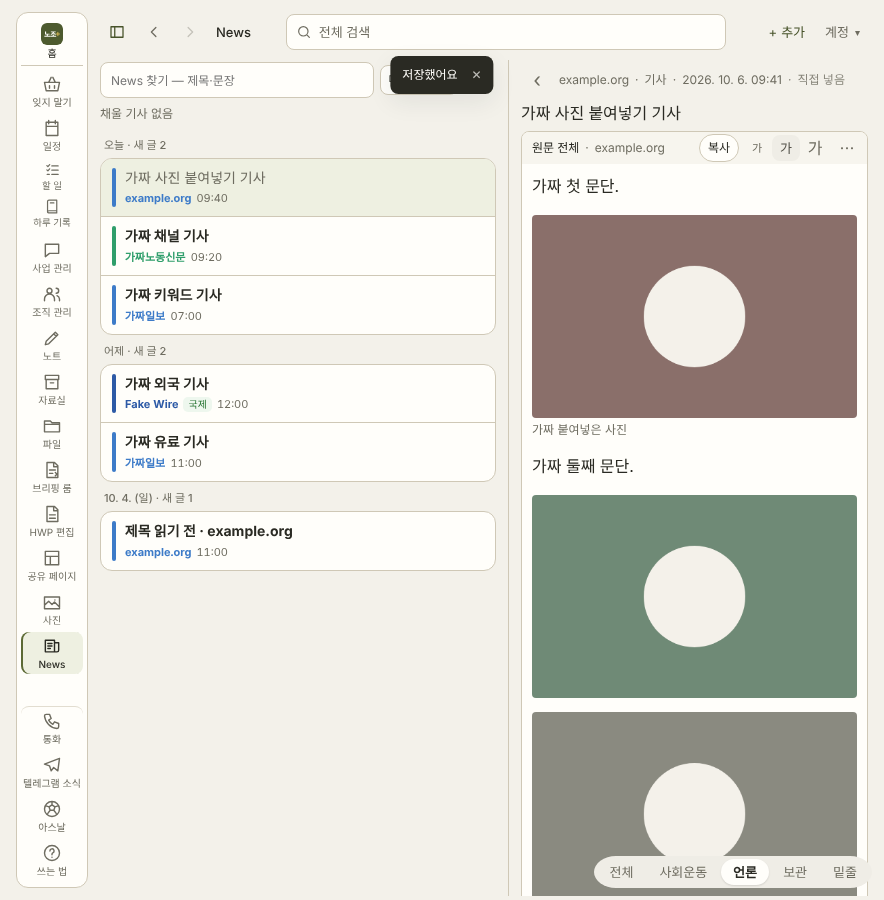 노조+
홈
잊지 말기
일정
할 일
하루 기록
사업 관리
조직 관리
노트
자료실
파일
브리핑 룸
HWP 편집
공유 페이지
사진
News
통화
텔레그램 소식
아스날
쓰는 법
News
전체 검색
+ 추가
계정 ▾
News 찾기 — 제목·문장
저장했어요 ×
채울 기사 없음
오늘 · 새 글 2
가짜 사진 붙여넣기 기사
example.org 09:40
가짜 채널 기사
가짜노동신문 09:20
가짜 키워드 기사
가짜일보 07:00
어제 · 새 글 2
가짜 외국 기사
Fake Wire 국제 12:00
가짜 유료 기사
가짜일보 11:00
10. 4. (일) · 새 글 1
제목 읽기 전 · example.org
example.org 11:00
example.org · 기사 · 2026. 10. 6. 09:41 · 직접 넣음
가짜 사진 붙여넣기 기사
원문 전체 · example.org 복사 가 가 가 ⋯
가짜 첫 문단.
가짜 붙여넣은 사진
가짜 둘째 문단.
전체 사회운동 언론 보관 밑줄